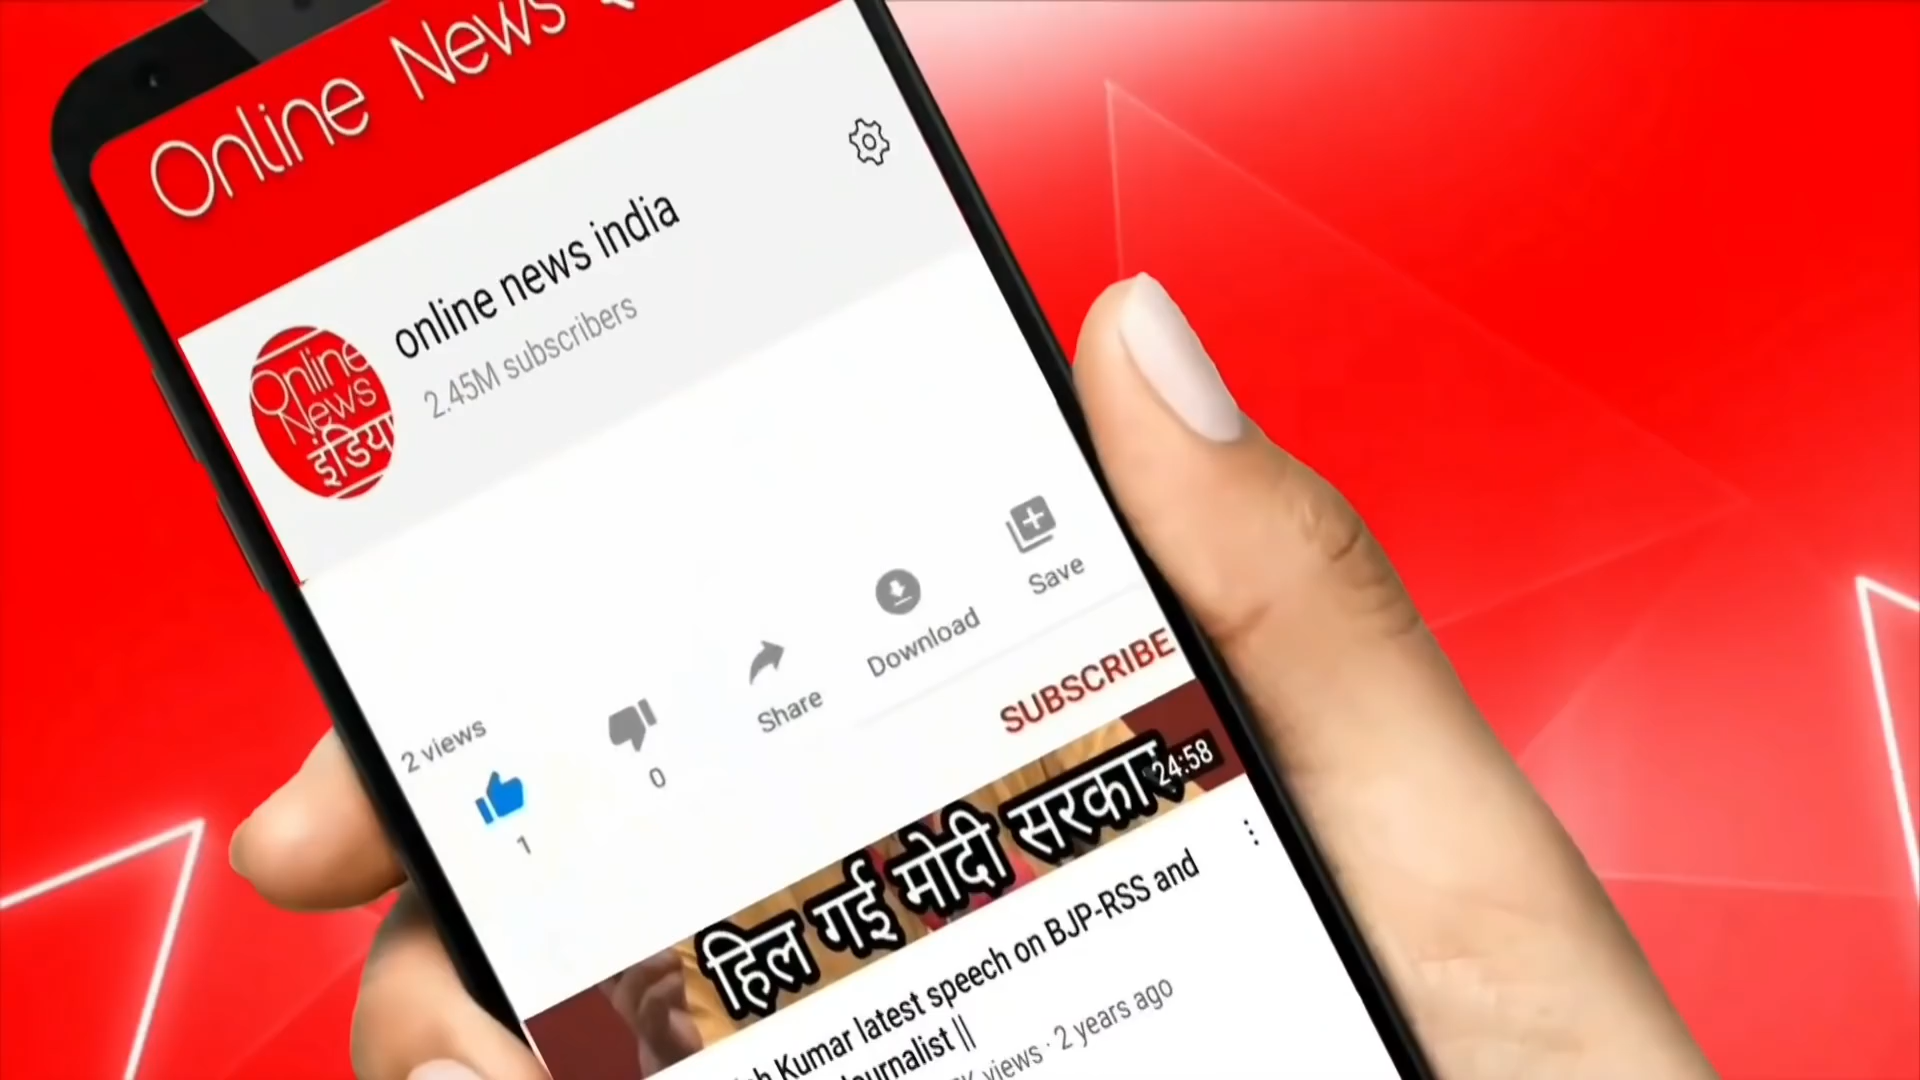 Online News
online news india
2.45M subscribers
Online
News
इंडिया
Save
Download
Share
2 views
0
1
SUBSCRIBE
24:58
हिल गई मोदी सरकार
Kumar latest speech on BJP-RSS and
views · 2 years ago